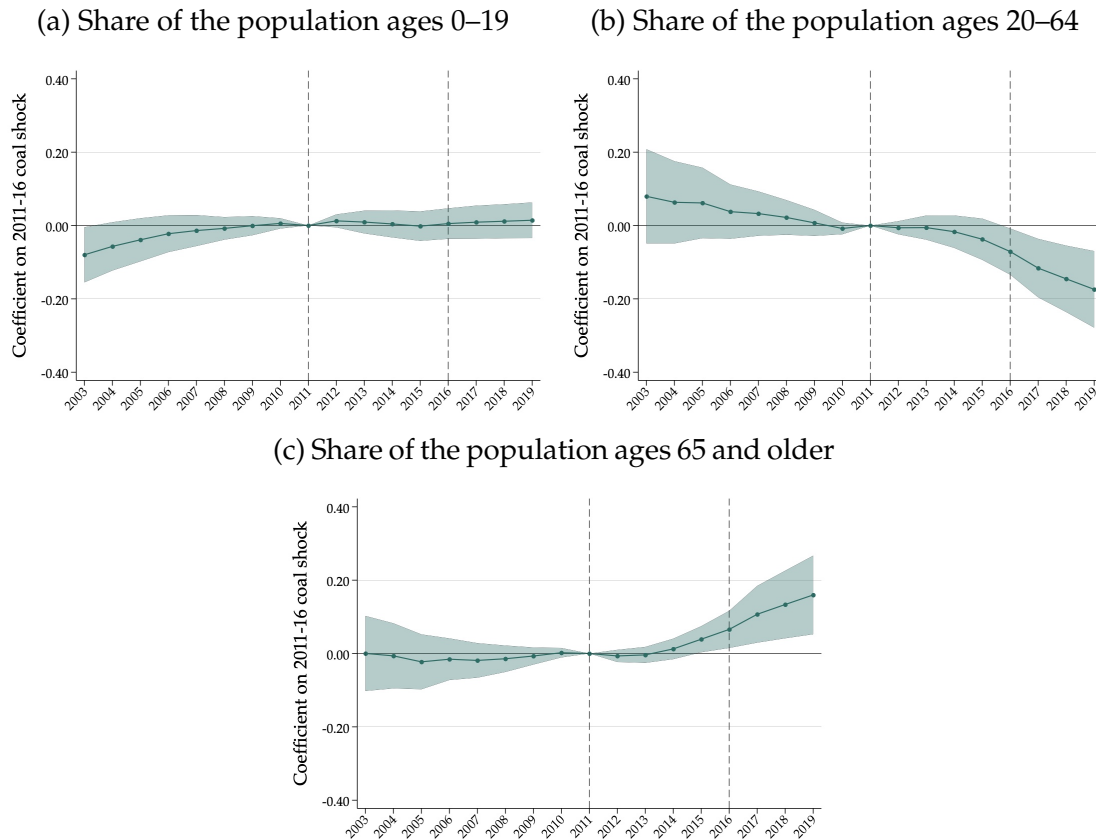 (a) Share of the population ages 0–19
Coefficient on 2011-16 coal shock
0.40
0.20
0.00
-0.20
-0.40
2003 2004 2005 2006 2007 2008 2009 2010 2011 2012 2013 2014 2015 2016 2017 2018 2019
(b) Share of the population ages 20–64
Coefficient on 2011-16 coal shock
0.40
0.20
0.00
-0.20
-0.40
2003 2004 2005 2006 2007 2008 2009 2010 2011 2012 2013 2014 2015 2016 2017 2018 2019
(c) Share of the population ages 65 and older
Coefficient on 2011-16 coal shock
0.40
0.20
0.00
-0.20
-0.40
2003 2004 2005 2006 2007 2008 2009 2010 2011 2012 2013 2014 2015 2016 2017 2018 2019